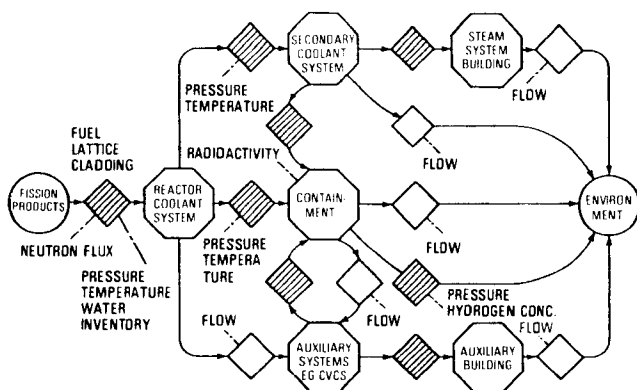 SECONDARY
COOLANT
SYSTEM
STEAM
SYSTEM
BUILDING
FLOW
PRESSURE
TEMPERATURE
FUEL
LATTICE
CLADDING
FLOW
RADIOACTIVITY
FISSION
PRODUCTS
REACTOR
COOLANT
SYSTEM
CONTAIN-
MENT
ENVIRON
MENT
FLOW
NEUTRON FLUX
PRESSURE
TEMPERA
TURE
PRESSURE
TEMPERATURE
WATER
INVENTORY
PRESSURE
HYDROGEN CONC.
FLOW
FLOW
FLOW
AUXILIARY
SYSTEMS
EG CVCS
AUXILIARY
BUILDING